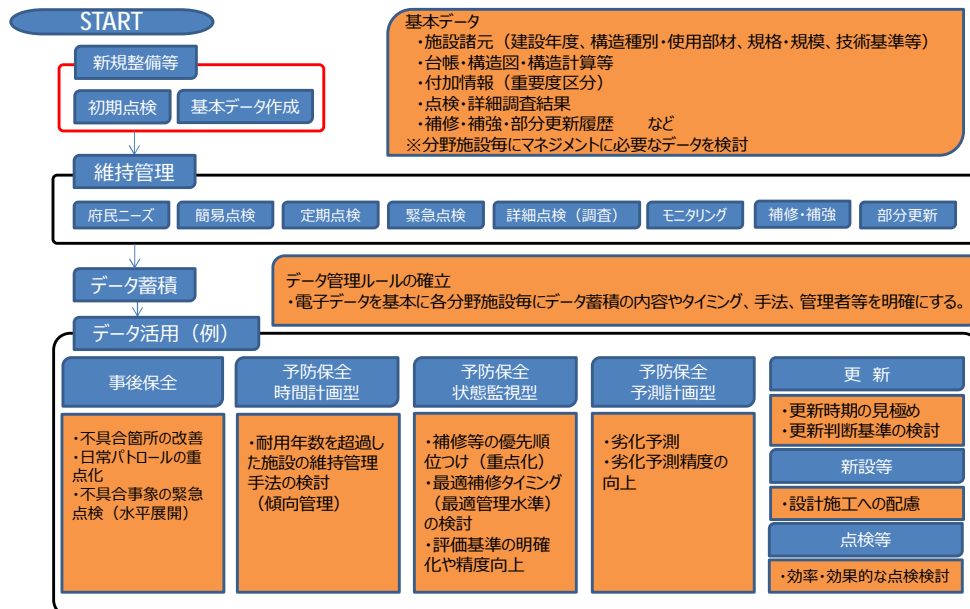 START
基本データ
・施設諸元（建設年度、構造種別・使用部材、規格・規模、技術基準等）
・台帳・構造図・構造計算等
・付加情報（重要度区分）
・点検・詳細調査結果
・補修・補強・部分更新履歴　　など
※分野施設毎にマネジメントに必要なデータを検討
新規整備等
初期点検
基本データ作成
維持管理
府民ニーズ
簡易点検
定期点検
緊急点検
詳細点検（調査）
モニタリング
補修・補強
部分更新
データ蓄積
データ管理ルールの確立
・電子データを基本に各分野施設毎にデータ蓄積の内容やタイミング、手法、管理者等を明確にする。
データ活用（例）
事後保全
・不具合箇所の改善
・日常パトロールの重
点化
・不具合事象の緊急
点検（水平展開）
予防保全
時間計画型
・耐用年数を超過し
た施設の維持管理
手法の検討
（傾向管理）
予防保全
状態監視型
・補修等の優先順
位つけ（重点化）
・最適補修タイミング
（最適管理水準）
の検討
・評価基準の明確
化や精度向上
予防保全
予測計画型
・劣化予測
・劣化予測精度の
向上
更 新
・更新時期の見極め
・更新判断基準の検討
新設等
・設計施工への配慮
点検等
・効率・効果的な点検検討